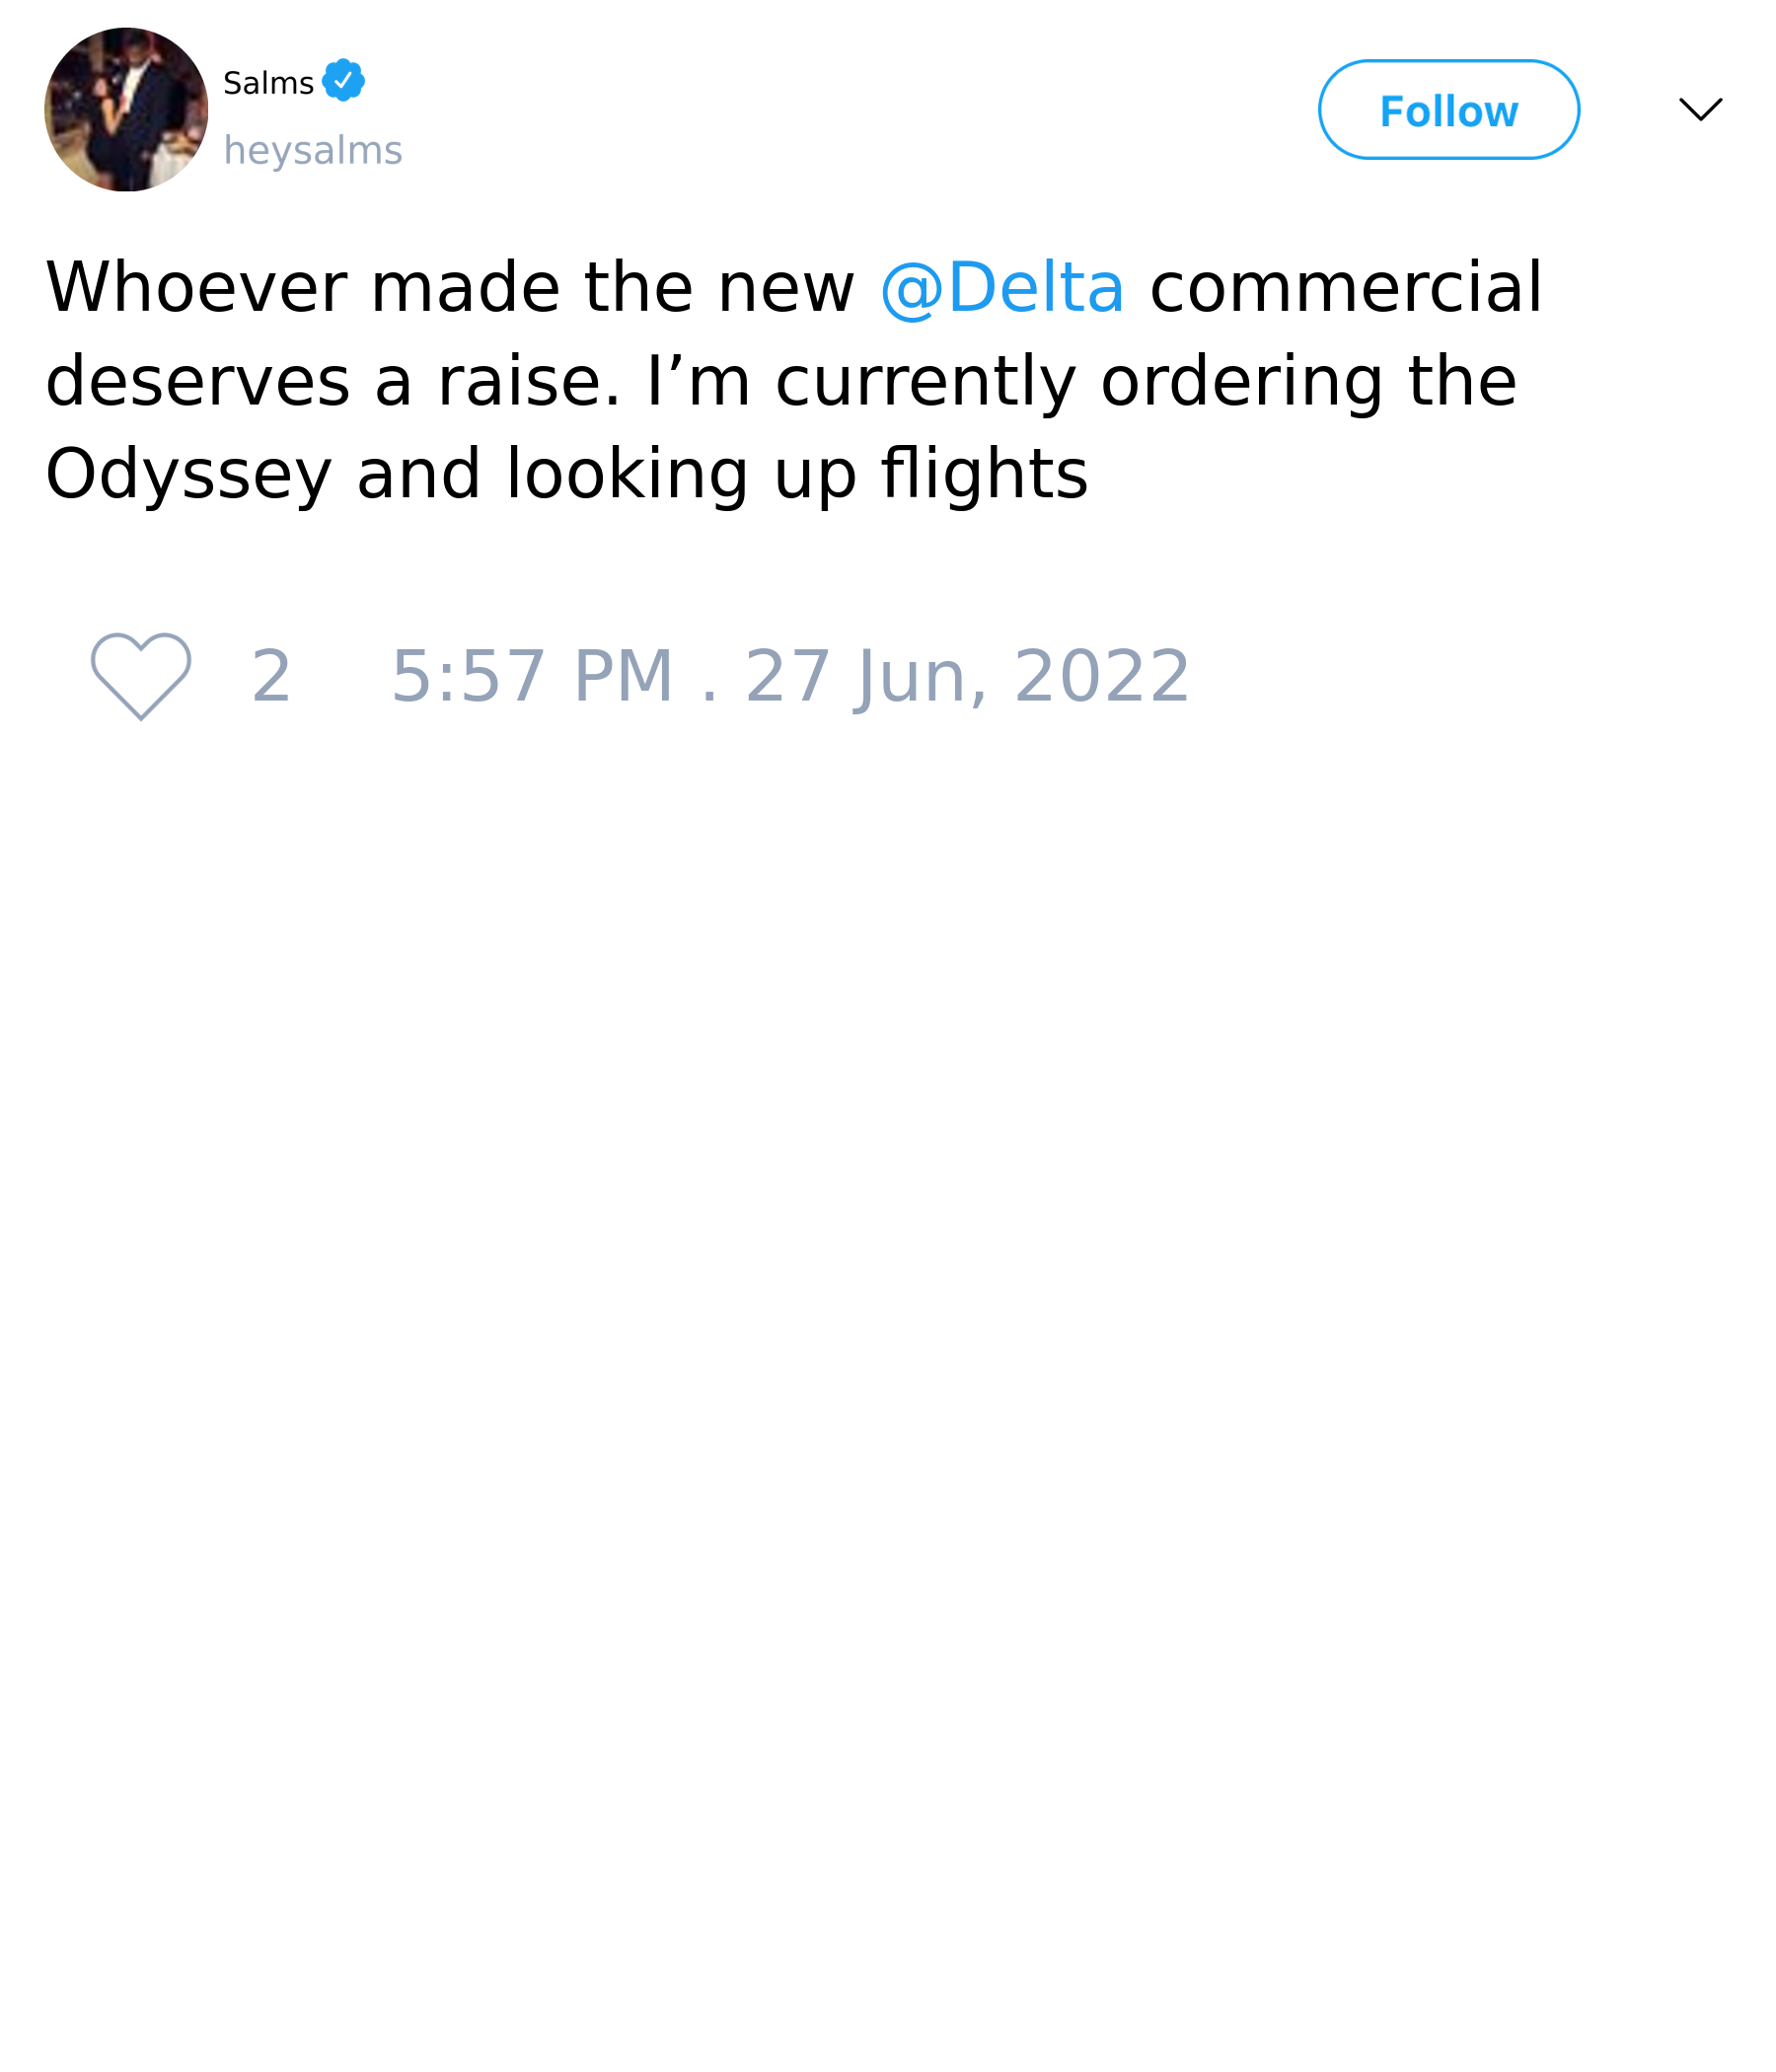 Salms
heysalms
Follow
Whoever made the new @Delta commercial
deserves a raise. I’m currently ordering the
Odyssey and looking up flights
2 5:57 PM . 27 Jun, 2022